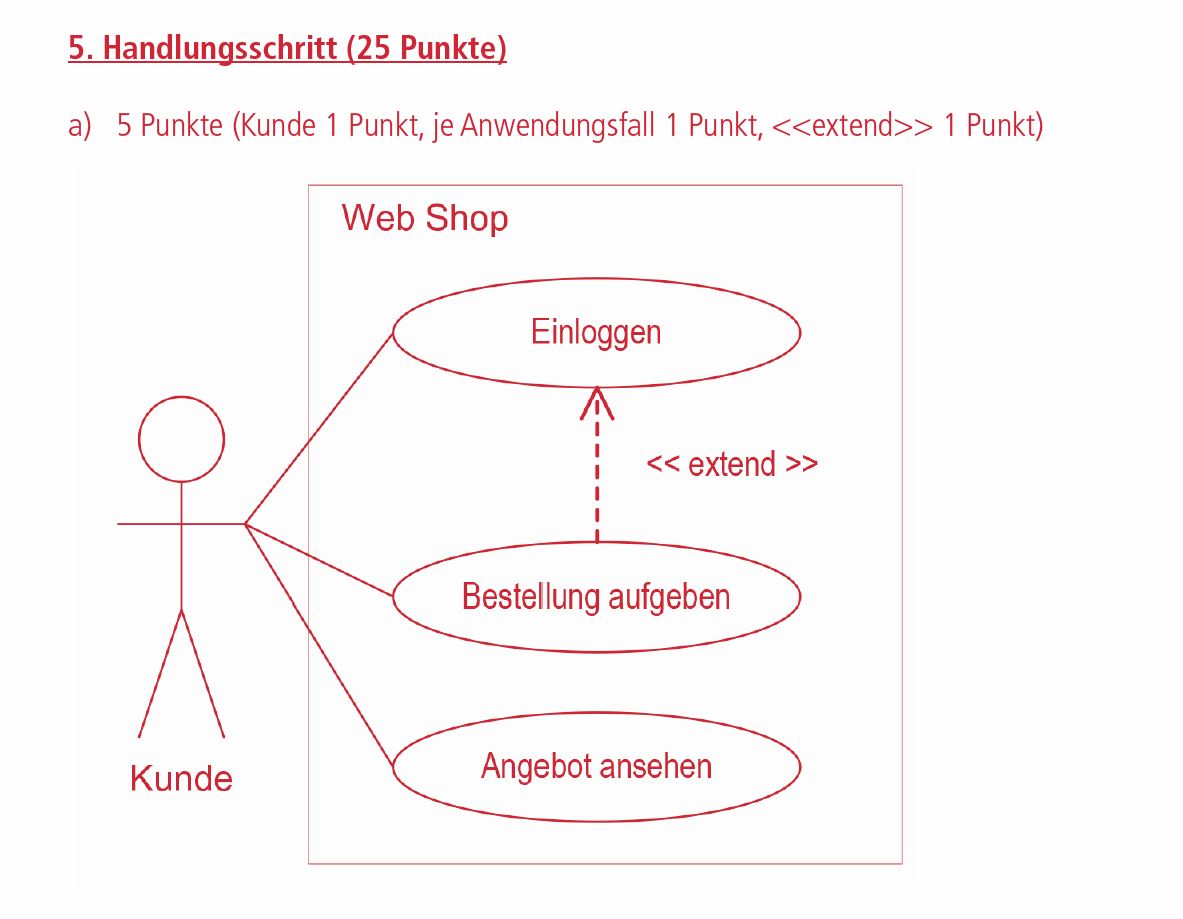 5. Handlungsschritt (25 Punkte)
a) 5 Punkte (Kunde 1 Punkt, je Anwendungsfall 1 Punkt, <<extend>> 1 Punkt)
Web Shop
Einloggen
<< extend >>
Bestellung aufgeben
Angebot ansehen
Kunde